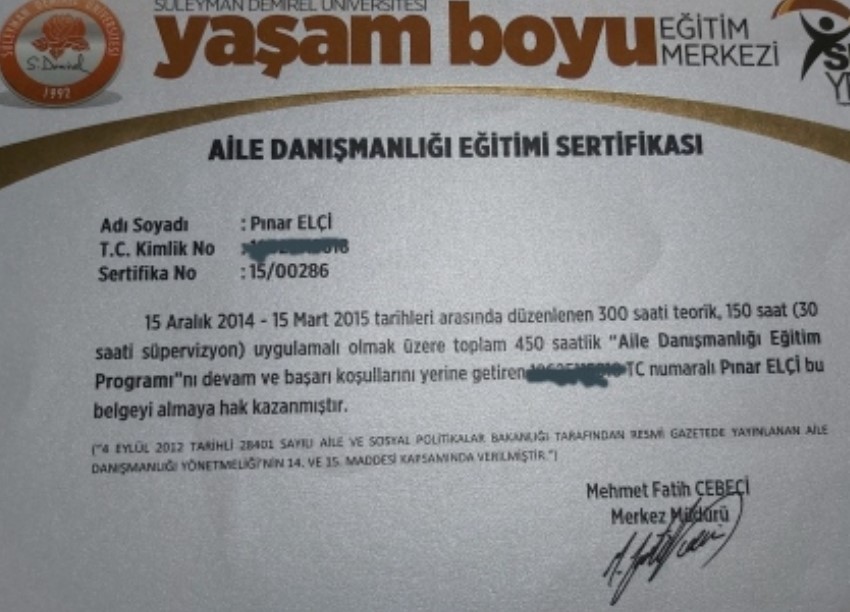 SÜLEYMAN DEMİREL ÜNİVERSİTESİ
yaşam boyu EĞİTİM MERKEZİ
S. Demirel
1992
AİLE DANIŞMANLIĞI EĞİTİMİ SERTİFİKASI
Adı Soyadı : Pınar ELÇİ
T.C. Kimlik No :
Sertifika No : 15/00286
15 Aralık 2014 - 15 Mart 2015 tarihleri arasında düzenlenen 300 saati teorik, 150 saat (30
saati süpervizyon) uygulamalı olmak üzere toplam 450 saatlik "Aile Danışmanlığı Eğitim
Programı"nı devam ve başarı koşullarını yerine getiren TC numaralı Pınar ELÇİ bu
belgeyi almaya hak kazanmıştır.
("4 EYLÜL 2012 TARİHLİ 28401 SAYILI AİLE VE SOSYAL POLİTİKALAR BAKANLIĞI TARAFINDAN RESMİ GAZETEDE YAYINLANAN AİLE
DANIŞMANLIĞI YÖNETMELİĞİ'NİN 14. VE 15. MADDESİ KAPSAMINDA VERİLMİŞTİR.")
Mehmet Fatih CEBECİ
Merkez Müdürü